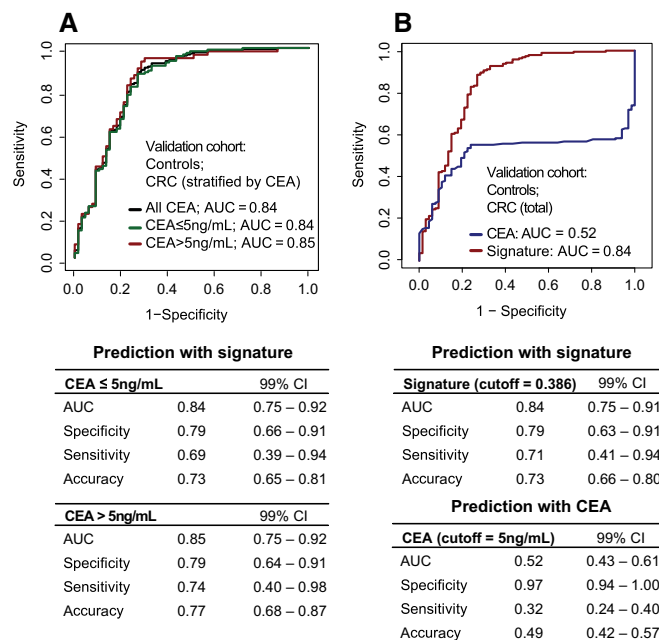 A
1.0
0.8
0.6
0.4
0.2
0.0
Sensitivity
Validation cohort:
Controls;
CRC (stratified by CEA)
All CEA; AUC = 0.84
CEA≤5ng/mL; AUC = 0.84
CEA>5ng/mL; AUC = 0.85
0.0 0.2 0.4 0.6 0.8 1.0
1−Specificity
B
1.0
0.8
0.6
0.4
0.2
0.0
Sensitivity
Validation cohort:
Controls;
CRC (total)
CEA: AUC = 0.52
Signature: AUC = 0.84
0.0 0.2 0.4 0.6 0.8 1.0
1 − Specificity
Prediction with signature
CEA ≤ 5ng/mL 99% CI
AUC 0.84 0.75 – 0.92
Specificity 0.79 0.66 – 0.91
Sensitivity 0.69 0.39 – 0.94
Accuracy 0.73 0.65 – 0.81
CEA > 5ng/mL 99% CI
AUC 0.85 0.75 – 0.92
Specificity 0.79 0.64 – 0.91
Sensitivity 0.74 0.40 – 0.98
Accuracy 0.77 0.68 – 0.87
Prediction with signature
Signature (cutoff = 0.386) 99% CI
AUC 0.84 0.75 – 0.91
Specificity 0.79 0.63 – 0.91
Sensitivity 0.71 0.41 – 0.94
Accuracy 0.73 0.66 – 0.80
Prediction with CEA
CEA (cutoff = 5ng/mL) 99% CI
AUC 0.52 0.43 – 0.61
Specificity 0.97 0.94 – 1.00
Sensitivity 0.32 0.24 – 0.40
Accuracy 0.49 0.42 – 0.57